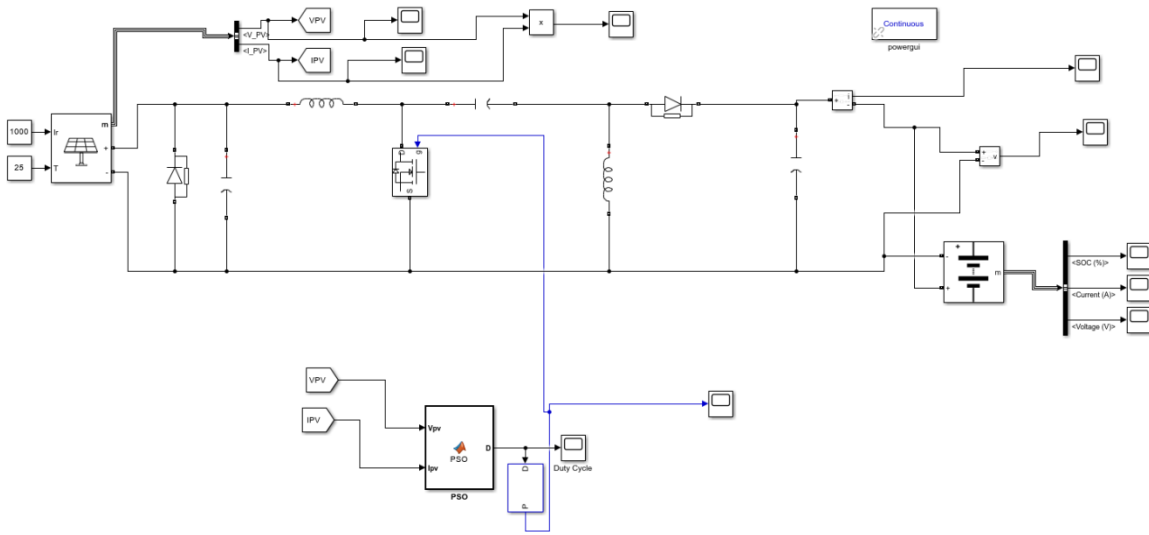 VPV
<V_PV>
IPV
<I_PV>
x
Continuous
powergui
1000
Ir
m
+
25
T
-
g
D
S
+
-
+
-
v
+
-
m
+
<SOC (%)>
<Current (A)>
<Voltage (V)>
VPV
IPV
Vpv
PSO
D
Ipv
PSO
Duty Cycle
D
P